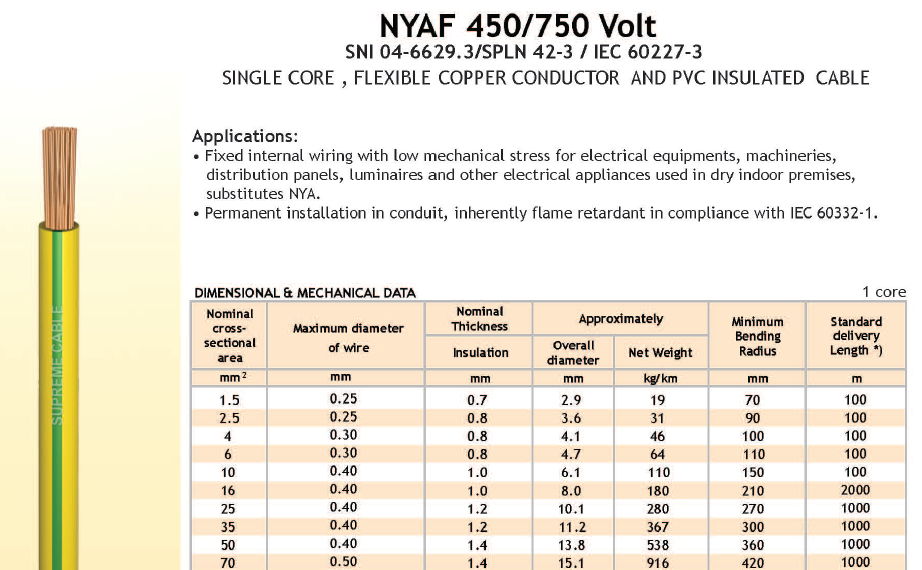 NYAF 450/750 Volt
SNI 04-6629.3/SPLN 42-3 / IEC 60227-3
SINGLE CORE , FLEXIBLE COPPER CONDUCTOR AND PVC INSULATED CABLE
Applications:
• Fixed internal wiring with low mechanical stress for electrical equipments, machineries,
distribution panels, luminaires and other electrical appliances used in dry indoor premises,
substitutes NYA.
• Permanent installation in conduit, inherently flame retardant in compliance with IEC 60332-1.
SUPREME CABLE
DIMENSIONAL & MECHANICAL DATA 1 core
Nominal
cross-
sectional
area
Maximum diameter
of wire
Nominal
Thickness
Insulation
Approximately
Overall
diameter
Net Weight
Minimum
Bending
Radius
Standard
delivery
Length *)
mm² mm mm mm kg/km mm m
1.5 0.25 0.7 2.9 19 70 100
2.5 0.25 0.8 3.6 31 90 100
4 0.30 0.8 4.1 46 100 100
6 0.30 0.8 4.7 64 110 100
10 0.40 1.0 6.1 110 150 100
16 0.40 1.0 8.0 180 210 2000
25 0.40 1.2 10.1 280 270 1000
35 0.40 1.2 11.2 367 300 1000
50 0.40 1.4 13.8 538 360 1000
70 0.50 1.4 15.1 916 420 1000